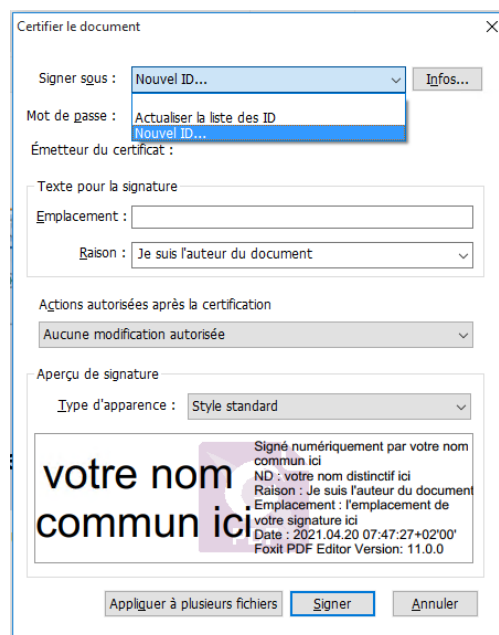 Certifier le document
Signer sous : Nouvel ID... Infos...
Mot de passe : Actualiser la liste des ID
Nouvel ID...
Émetteur du certificat :
Texte pour la signature
Emplacement :
Raison : Je suis l'auteur du document
Actions autorisées après la certification
Aucune modification autorisée
Aperçu de signature
Type d'apparence : Style standard
votre nom
commun ici
Signé numériquement par votre nom
commun ici
ND : votre nom distinctif ici
Raison : Je suis l'auteur du document
Emplacement : l'emplacement de
votre signature ici
Date : 2021.04.20 07:47:27+02'00'
Foxit PDF Editor Version: 11.0.0
Appliquer à plusieurs fichiers Signer Annuler